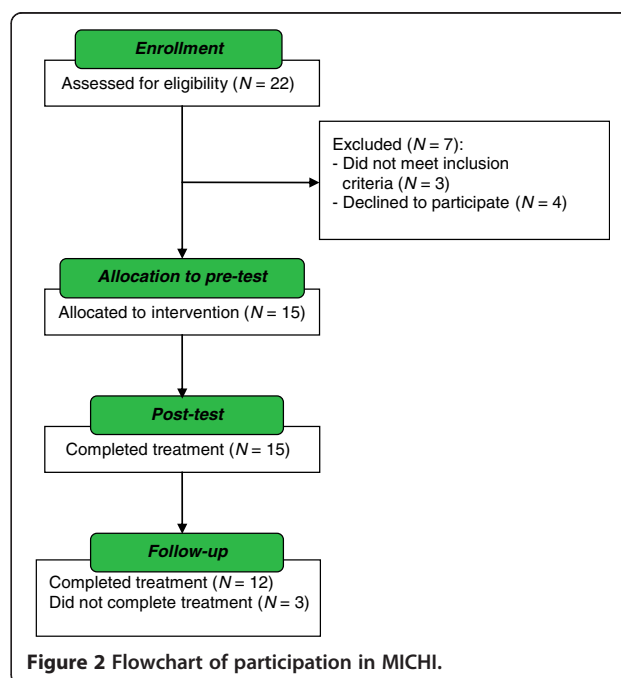 Enrollment
Assessed for eligibility (N = 22)
Excluded (N = 7):
- Did not meet inclusion
criteria (N = 3)
- Declined to participate (N = 4)
Allocation to pre-test
Allocated to intervention (N = 15)
Post-test
Completed treatment (N = 15)
Follow-up
Completed treatment (N = 12)
Did not complete treatment (N = 3)
Figure 2 Flowchart of participation in MICHI.